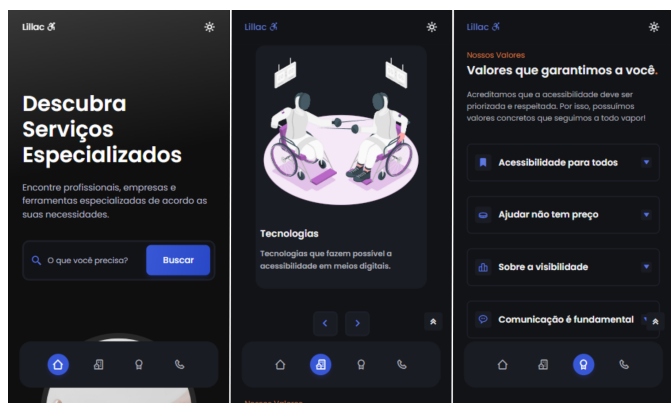 Lillac
Descubra
Serviços
Especializados
Encontre profissionais, empresas e
ferramentas especializadas de acordo as
suas necessidades.
O que você precisa?
Buscar
Lillac
Tecnologias
Tecnologias que fazem possível a
acessibilidade em meios digitais.
Nossos Valores
Lillac
Nossos Valores
Valores que garantimos a você.
Acreditamos que a acessibilidade deve ser
priorizada e respeitada. Por isso, possuímos
valores concretos que seguimos a todo vapor!
Acessibilidade para todos
Ajudar não tem preço
Sobre a visibilidade
Comunicação é fundamental